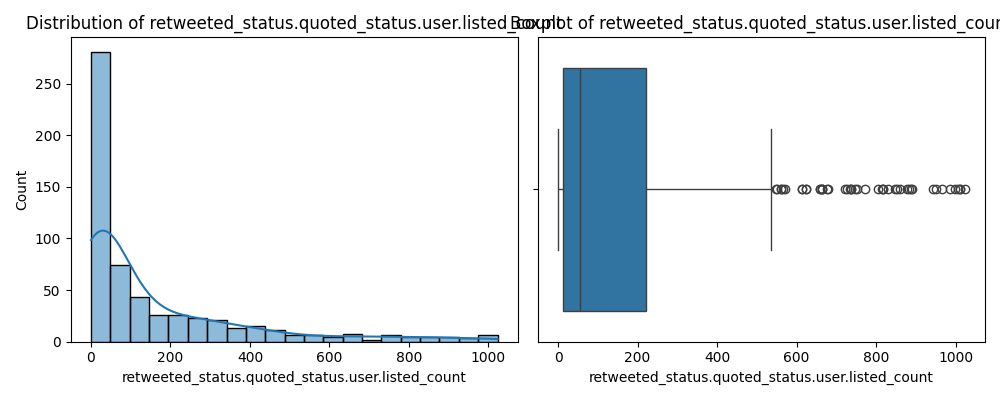 Distribution of retweeted_status.quoted_status.user.listed_count
Boxplot of retweeted_status.quoted_status.user.listed_coun
Count
250
200
150
100
50
0
0 200 400 600 800 1000
retweeted_status.quoted_status.user.listed_count
0 200 400 600 800 1000
retweeted_status.quoted_status.user.listed_count